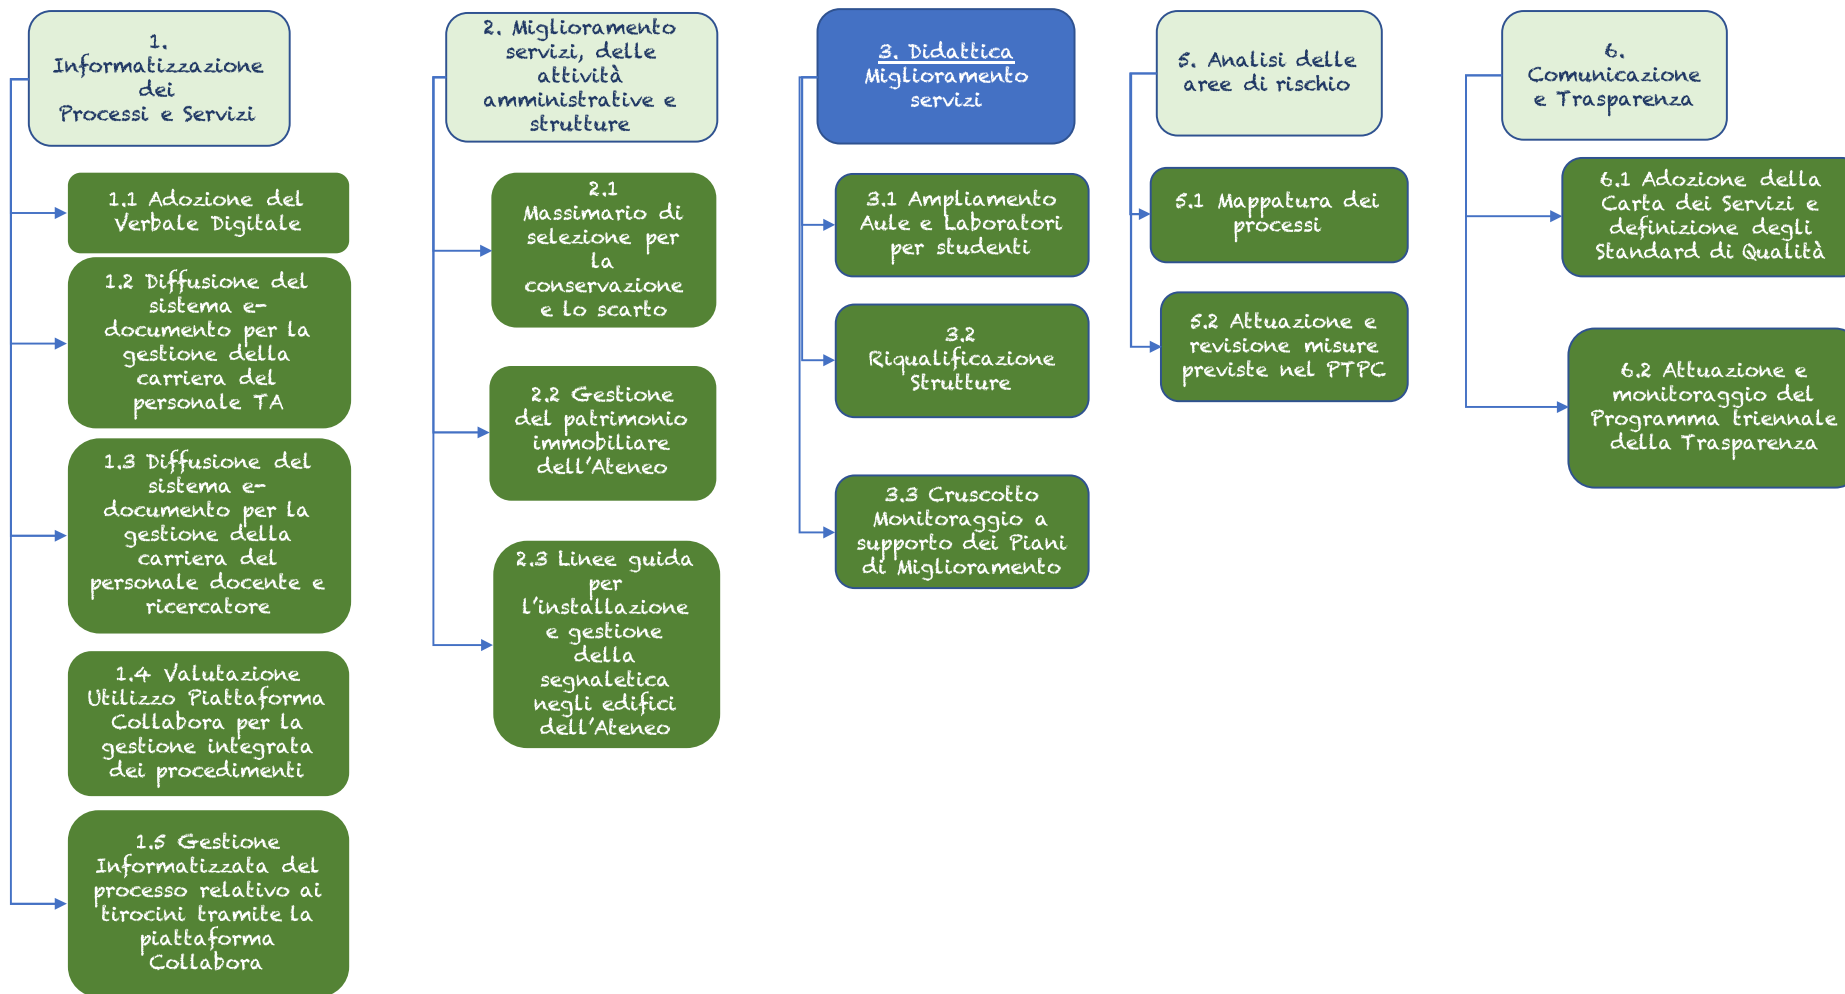 1.
Informatizzazione
dei
Processi e Servizi
1.1 Adozione del
Verbale Digitale
1.2 Diffusione del
sistema e-
documento per la
gestione della
carriera del
personale TA
1.3 Diffusione del
sistema e-
documento per la
gestione della
carriera del
personale docente e
ricercatore
1.4 Valutazione
Utilizzo Piattaforma
Collabora per la
gestione integrata
dei procedimenti
1.5 Gestione
Informatizzata del
processo relativo ai
tirocini tramite la
piattaforma
Collabora
2. Miglioramento
servizi, delle
attività
amministrative e
strutture
2.1
Massimario di
selezione per
la
conservazione
e lo scarto
2.2 Gestione
del patrimonio
immobiliare
dell'Ateneo
2.3 Linee guida
per
l'installazione
e gestione
della
segnaletica
negli edifici
dell'Ateneo
3. Didattica
Miglioramento
servizi
3.1 Ampliamento
Aule e Laboratori
per studenti
3.2
Riqualificazione
Strutture
3.3 Cruscotto
Monitoraggio a
supporto dei Piani
di Miglioramento
5. Analisi delle
aree di rischio
5.1 Mappatura dei
processi
5.2 Attuazione e
revisione misure
previste nel PTPC
6.
Comunicazione
e Trasparenza
6.1 Adozione della
Carta dei Servizi e
definizione degli
Standard di Qualità
6.2 Attuazione e
monitoraggio del
Programma triennale
della Trasparenza